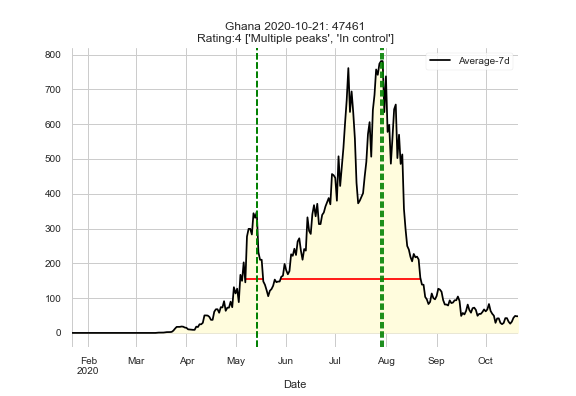 Ghana 2020-10-21: 47461
Rating:4 ['Multiple peaks', 'In control']
Average-7d
800
700
600
500
400
300
200
100
0
Feb
2020
Mar
Apr
May
Jun
Jul
Aug
Sep
Oct
Date